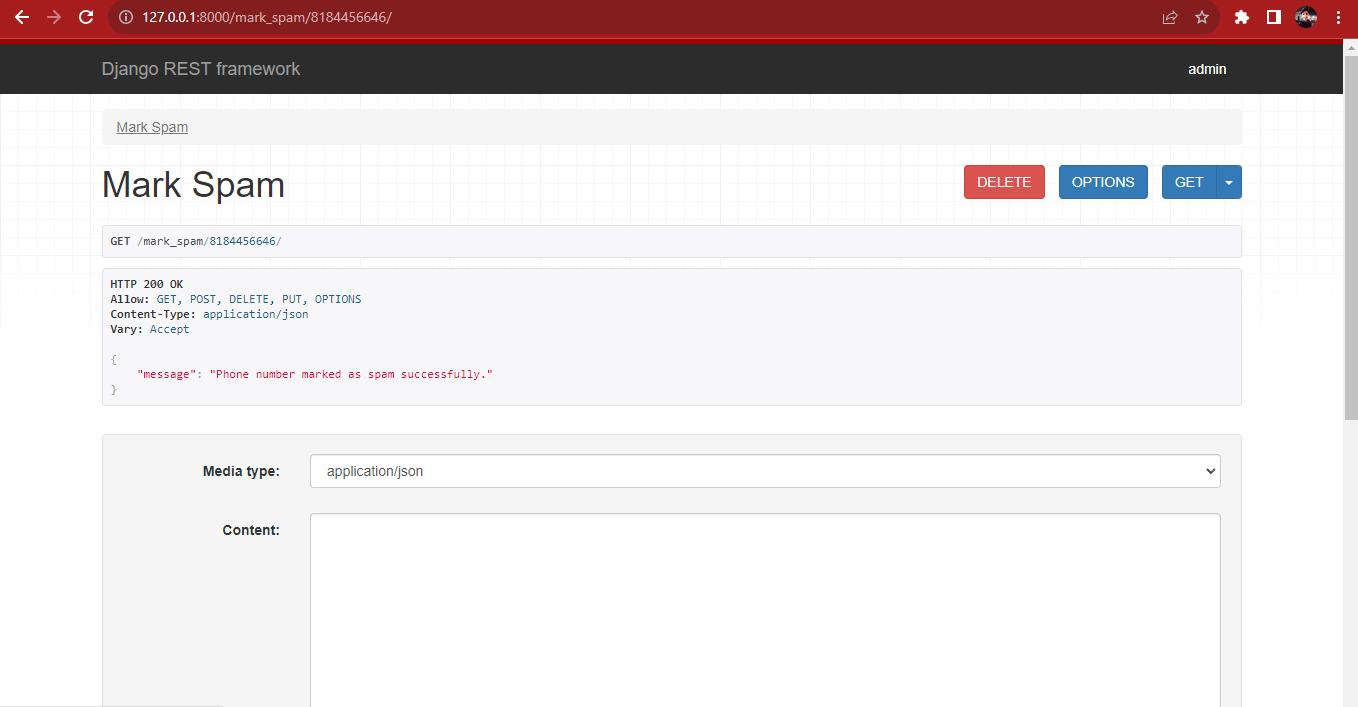 127.0.0.1:8000/mark_spam/8184456646/
Django REST framework
admin
Mark Spam
Mark Spam
DELETE
OPTIONS
GET
GET /mark_spam/8184456646/
HTTP 200 OK
Allow: GET, POST, DELETE, PUT, OPTIONS
Content-Type: application/json
Vary: Accept
{
"message": "Phone number marked as spam successfully."
}
Media type:
application/json
Content: